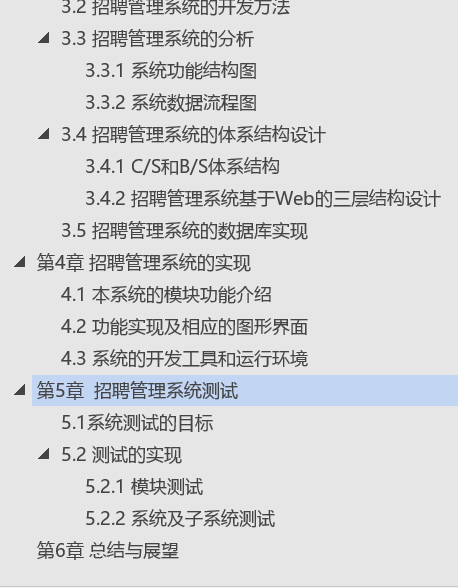 3.2 招聘管理系统的开发方法
3.3 招聘管理系统的分析
3.3.1 系统功能结构图
3.3.2 系统数据流程图
3.4 招聘管理系统的体系结构设计
3.4.1 C/S和B/S体系结构
3.4.2 招聘管理系统基于Web的三层结构设计
3.5 招聘管理系统的数据库实现
第4章 招聘管理系统的实现
4.1 本系统的模块功能介绍
4.2 功能实现及相应的图形界面
4.3 系统的开发工具和运行环境
第5章  招聘管理系统测试
5.1系统测试的目标
5.2 测试的实现
5.2.1 模块测试
5.2.2 系统及子系统测试
第6章 总结与展望